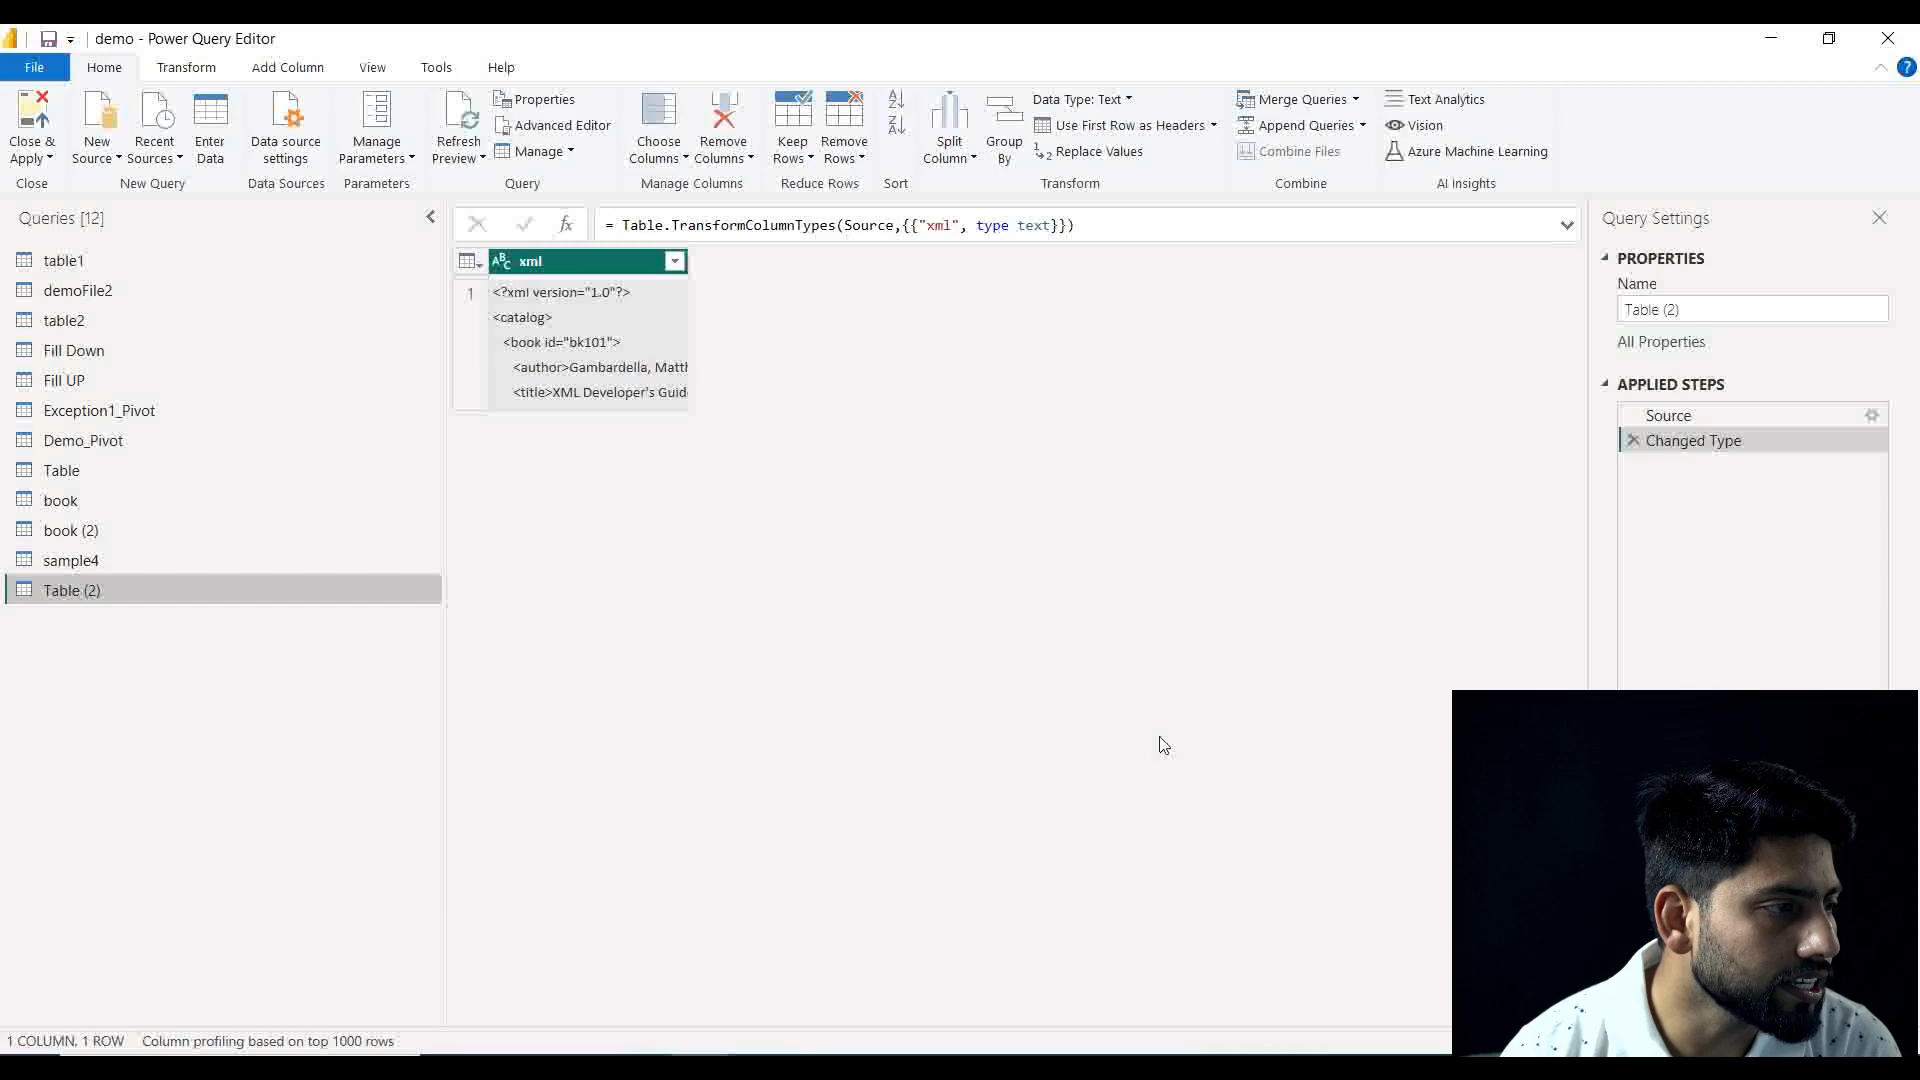 demo - Power Query Editor
File Home Transform Add Column View Tools Help
Close & Apply
New Source
Recent Sources
Enter Data
Data source settings
Manage Parameters
Refresh Preview
Properties
Advanced Editor
Manage
Choose Columns
Remove Columns
Keep Rows
Remove Rows
Split Column
Group By
Data Type: Text
Use First Row as Headers
1 2 Replace Values
Merge Queries
Append Queries
Combine Files
Text Analytics
Vision
Azure Machine Learning
Close
New Query
Data Sources
Parameters
Query
Manage Columns
Reduce Rows
Sort
Transform
Combine
AI Insights
Queries [12]
table1
demoFile2
table2
Fill Down
Fill UP
Exception1_Pivot
Demo_Pivot
Table
book
book (2)
sample4
Table (2)
fx = Table.TransformColumnTypes(Source,{{"xml", type text}})
ABC xml
1 <?xml version="1.0"?>
<catalog>
<book id="bk101">
<author>Gambardella, Matth
<title>XML Developer's Guide
Query Settings
PROPERTIES
Name
Table (2)
All Properties
APPLIED STEPS
Source
Changed Type
1 COLUMN, 1 ROW Column profiling based on top 1000 rows